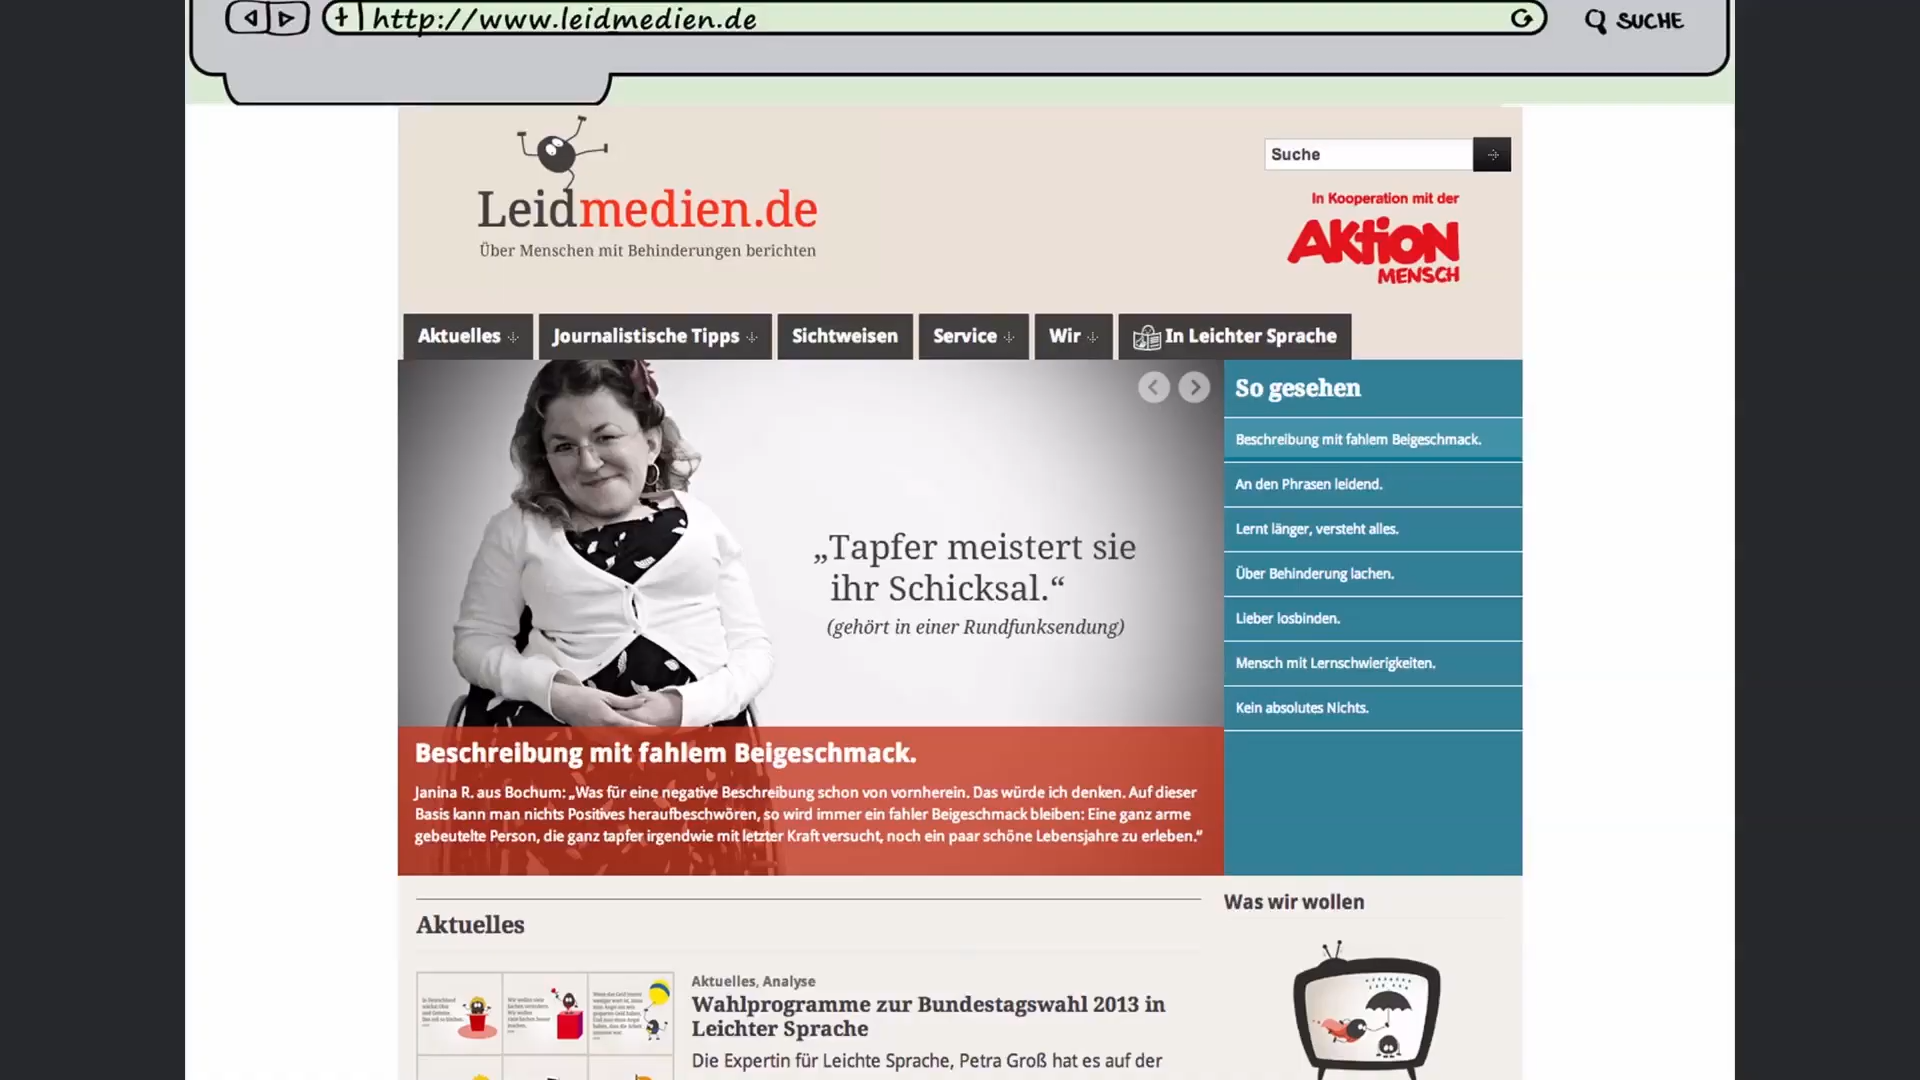 http://www.leidmedien.de
SUCHE
Leidmedien.de
Über Menschen mit Behinderungen berichten
Suche
In Kooperation mit der
AKTION
MENSCH
Aktuelles
Journalistische Tipps
Sichtweisen
Service
Wir
In Leichter Sprache
„Tapfer meistert sie
ihr Schicksal.“
(gehört in einer Rundfunksendung)
Beschreibung mit fahlem Beigeschmack.
Janina R. aus Bochum: „Was für eine negative Beschreibung schon von vornherein. Das würde ich denken. Auf dieser
Basis kann man nichts Positives heraufbeschwören, so wird immer ein fahler Beigeschmack bleiben: Eine ganz arme
gebeutelte Person, die ganz tapfer irgendwie mit letzter Kraft versucht, noch ein paar schöne Lebensjahre zu erleben.“
So gesehen
Beschreibung mit fahlem Beigeschmack.
An den Phrasen leidend.
Lernt länger, versteht alles.
Über Behinderung lachen.
Lieber losbinden.
Mensch mit Lernschwierigkeiten.
Kein absolutes Nichts.
Aktuelles
Aktuelles, Analyse
Wahlprogramme zur Bundestagswahl 2013 in
Leichter Sprache
Die Expertin für Leichte Sprache, Petra Groß hat es auf der
Was wir wollen